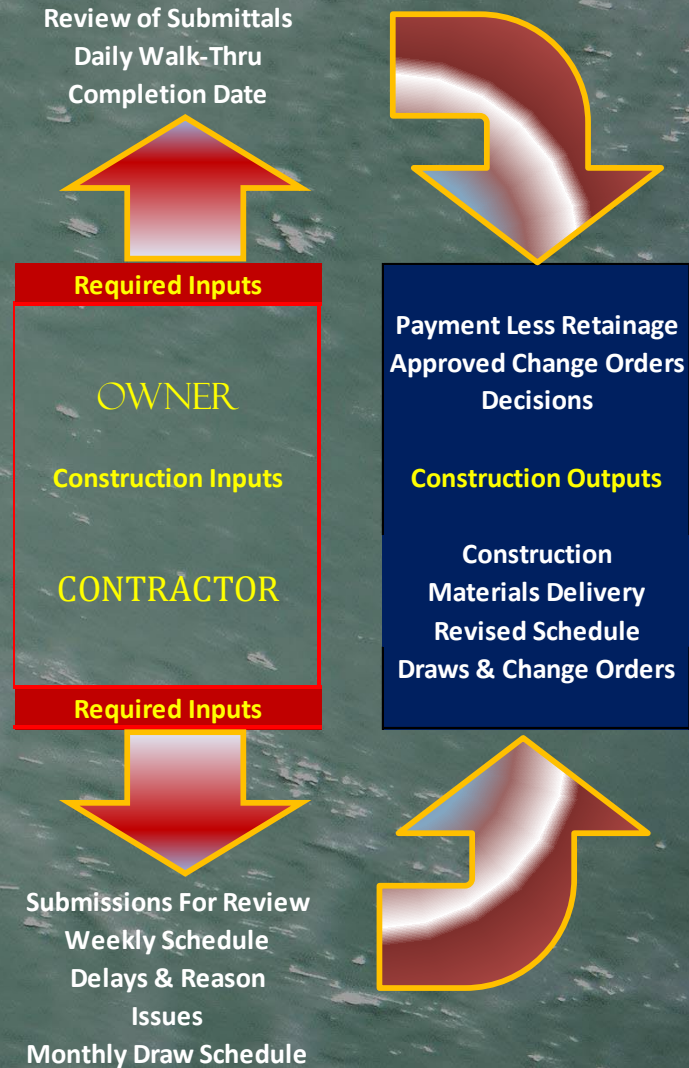 Review of Submittals
Daily Walk-Thru
Completion Date
Required Inputs
OWNER
Construction Inputs
CONTRACTOR
Required Inputs
Submissions For Review
Weekly Schedule
Delays & Reason
Issues
Monthly Draw Schedule
Payment Less Retainage
Approved Change Orders
Decisions
Construction Outputs
Construction
Materials Delivery
Revised Schedule
Draws & Change Orders